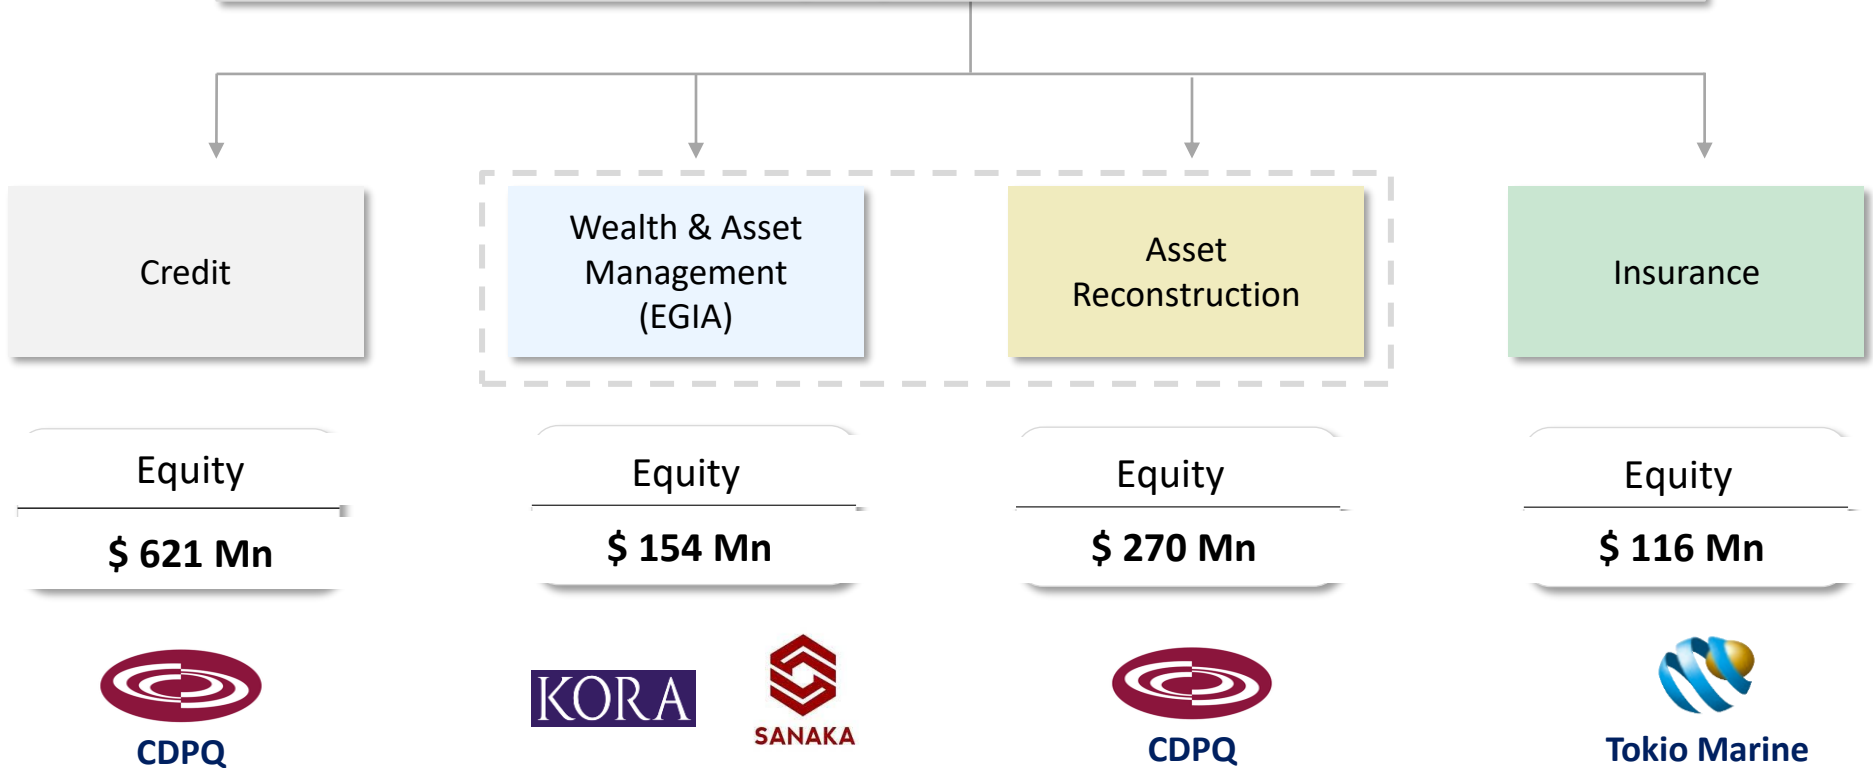 Credit
Wealth & Asset
Management
(EGIA)
Asset
Reconstruction
Insurance
Equity
$ 621 Mn
Equity
$ 154 Mn
Equity
$ 270 Mn
Equity
$ 116 Mn
CDPQ
KORA
SANAKA
CDPQ
Tokio Marine